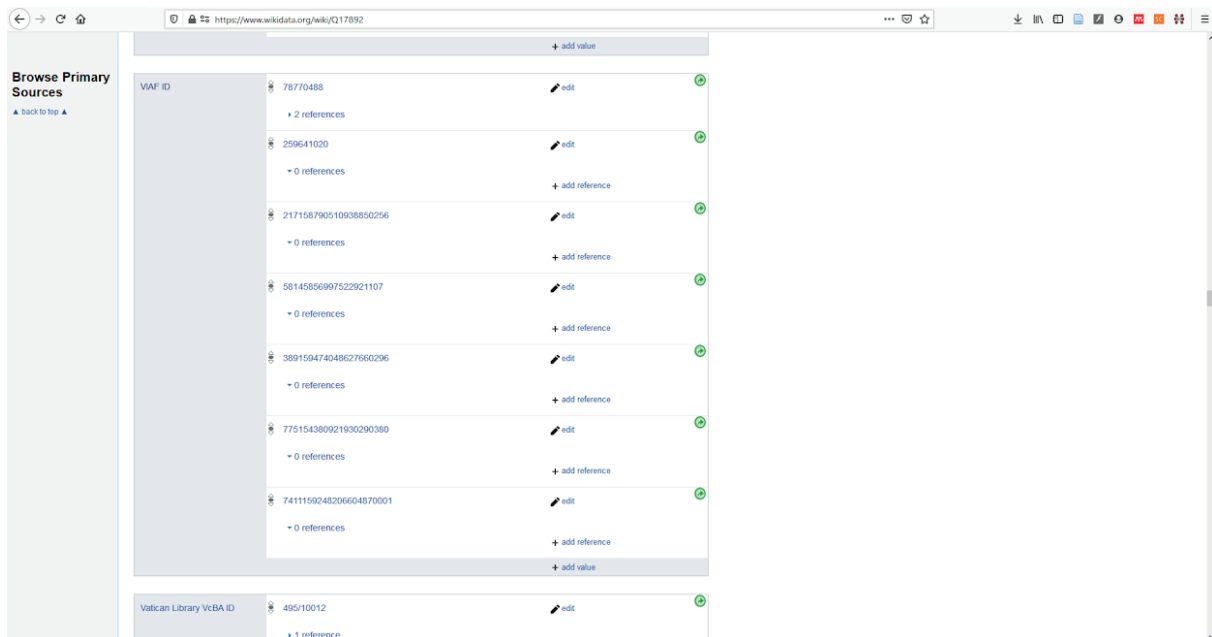 https://www.wikidata.org/wiki/Q17892
+ add value
Browse Primary
Sources
▲ back to top ▲
VIAF ID
78770488
edit
2 references
259641020
edit
0 references
+ add reference
217158790510938850256
edit
0 references
+ add reference
58145856997522921107
edit
0 references
+ add reference
389159474048627660296
edit
0 references
+ add reference
775154380921930290380
edit
0 references
+ add reference
7411159248206604870001
edit
0 references
+ add reference
+ add value
Vatican Library VcBA ID
495/10012
edit
1 reference